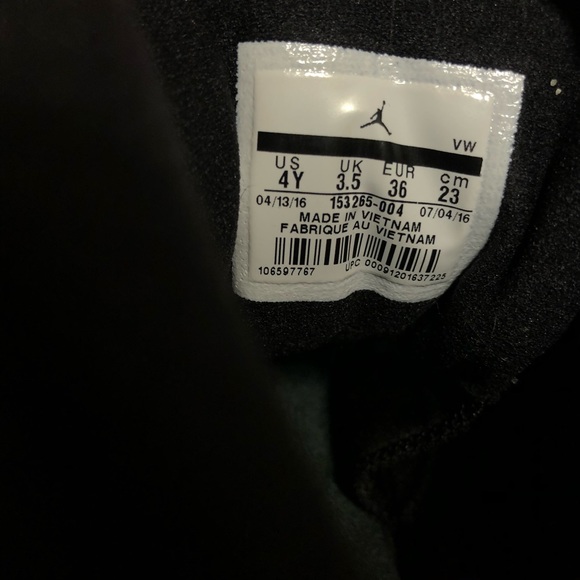 VW
US UK EUR cm
4Y 3.5 36 23
04/13/16 153265-004 07/04/16
MADE IN VIETNAM
FABRIQUE AU VIETNAM
106597767 UPC 00091201637225